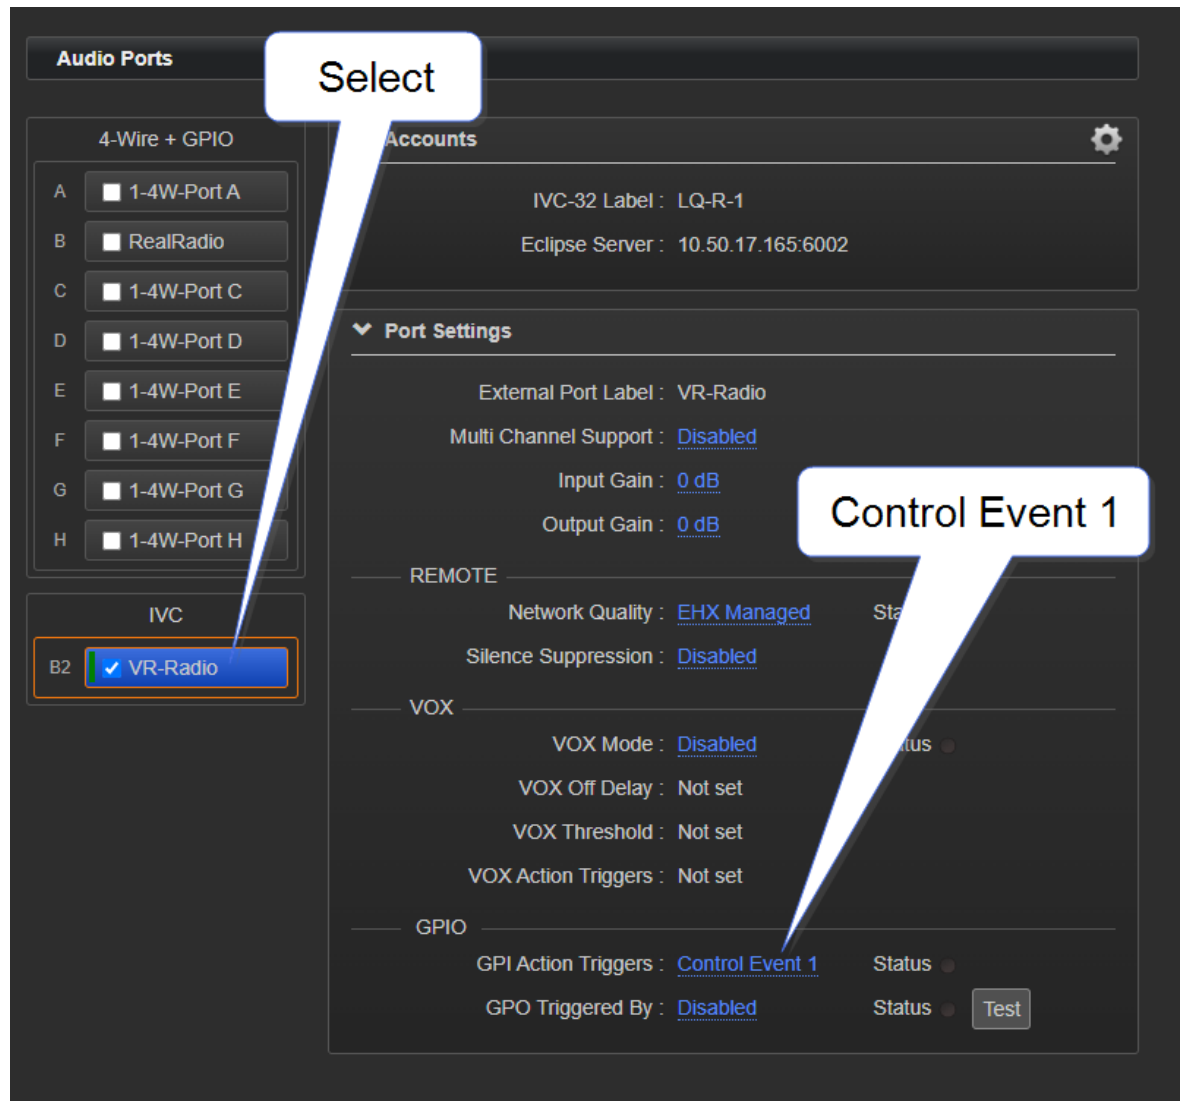 Audio Ports
Select
4-Wire + GPIO
A 1-4W-Port A
B RealRadio
C 1-4W-Port C
D 1-4W-Port D
E 1-4W-Port E
F 1-4W-Port F
G 1-4W-Port G
H 1-4W-Port H
IVC
B2 VR-Radio
Accounts
IVC-32 Label : LQ-R-1
Eclipse Server : 10.50.17.165:6002
Port Settings
External Port Label : VR-Radio
Multi Channel Support : Disabled
Input Gain : 0 dB
Output Gain : 0 dB
Control Event 1
REMOTE
Network Quality : EHX Managed
Silence Suppression : Disabled
VOX
VOX Mode : Disabled
VOX Off Delay : Not set
VOX Threshold : Not set
VOX Action Triggers : Not set
GPIO
GPI Action Triggers : Control Event 1 Status
GPO Triggered By : Disabled Status Test